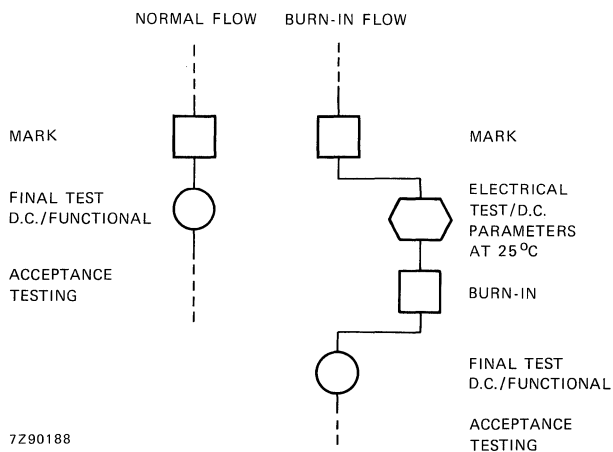 NORMAL FLOW
BURN-IN FLOW
MARK
FINAL TEST
D.C./FUNCTIONAL
ACCEPTANCE
TESTING
MARK
ELECTRICAL
TEST/D.C.
PARAMETERS
AT 25°C
BURN-IN
FINAL TEST
D.C./FUNCTIONAL
ACCEPTANCE
TESTING
7Z90188